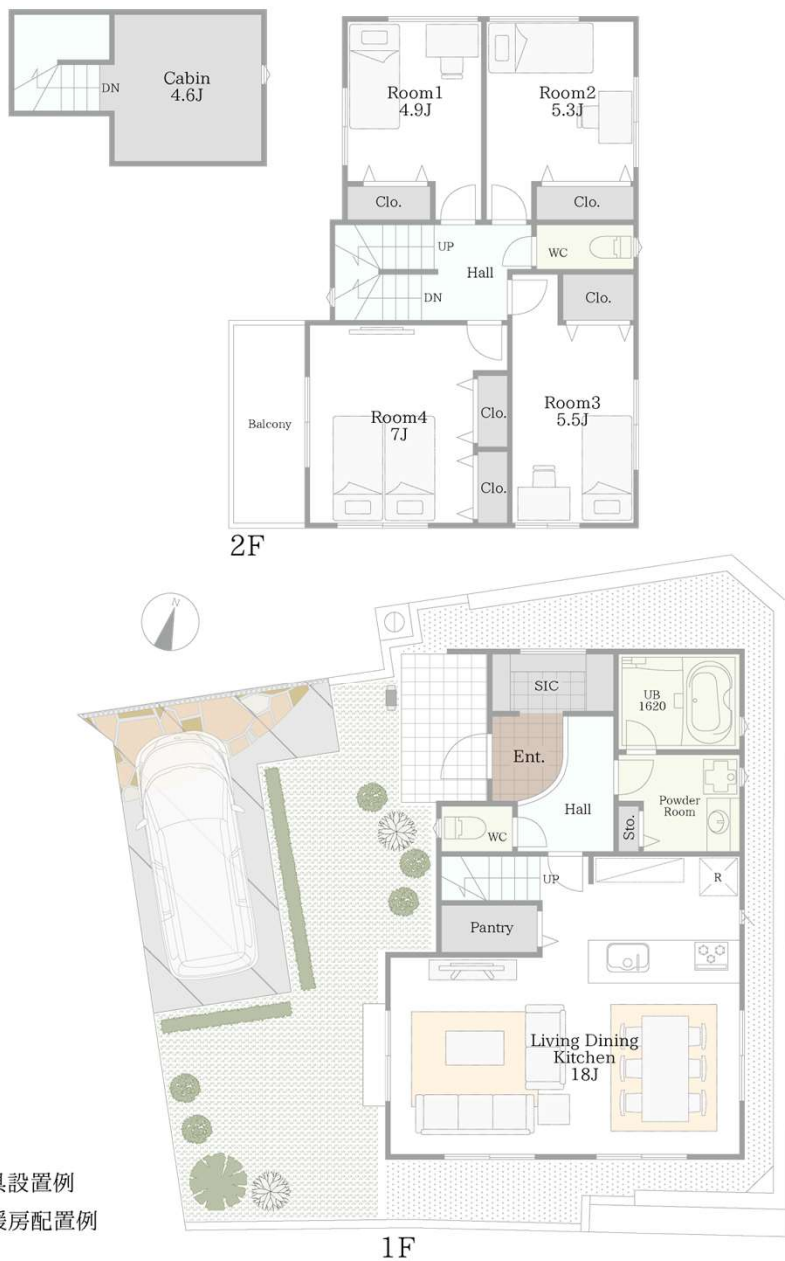 Cabin
4.6J
DN
Room1
4.9J
Room2
5.3J
Clo.
Clo.
UP
Hall
WC
DN
Clo.
Balcony
Room4
7J
Clo.
Clo.
Room3
5.5J
2F
N
SIC
UB
1620
Ent.
Hall
WC
Powder
Room
Sto.
UP
R
Pantry
Living Dining
Kitchen
18J
設置例
房配置例
1F